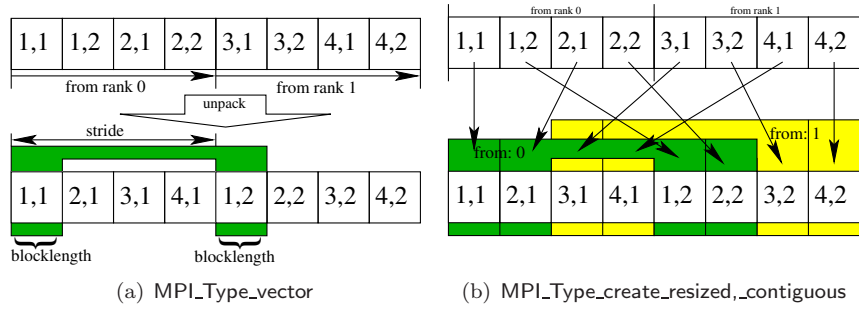 1,1 1,2 2,1 2,2 3,1 3,2 4,1 4,2
from rank 0 from rank 1
unpack
stride
1,1 2,1 3,1 4,1 1,2 2,2 3,2 4,2
blocklength blocklength
(a) MPI_Type_vector
from rank 0 from rank 1
1,1 1,2 2,1 2,2 3,1 3,2 4,1 4,2
from: 1
from: 0
1,1 2,1 3,1 4,1 1,2 2,2 3,2 4,2
(b) MPI_Type_create_resized,_contiguous